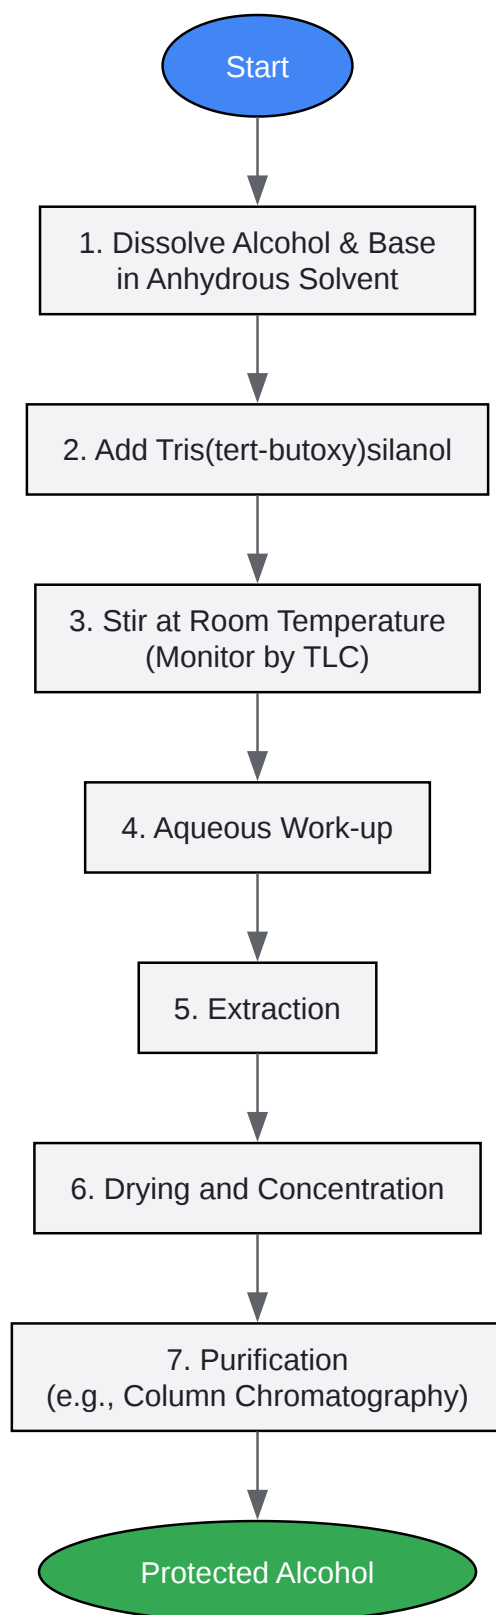 Start
1. Dissolve Alcohol & Base
in Anhydrous Solvent
2. Add Tris(tert-butoxy)silanol
3. Stir at Room Temperature
(Monitor by TLC)
4. Aqueous Work-up
5. Extraction
6. Drying and Concentration
7. Purification
(e.g., Column Chromatography)
Protected Alcohol